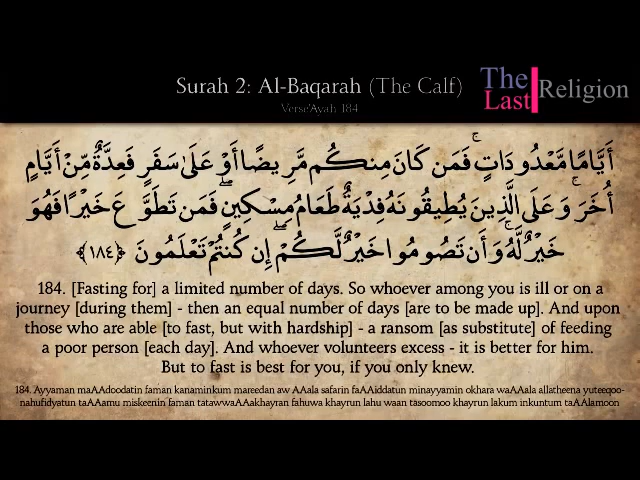 Surah 2: Al-Baqarah (The Calf)
Verse/Ayah 184
The
Last
Religion
أَيَّامًا مَّعْدُودَاتٍ ۚ فَمَن كَانَ مِنكُم مَّرِيضًا أَوْ عَلَىٰ سَفَرٍ فَعِدَّةٌ مِّنْ أَيَّامٍ
أُخَرَ ۚ وَعَلَى الَّذِينَ يُطِيقُونَهُ فِدْيَةٌ طَعَامُ مِسْكِينٍ ۖ فَمَن تَطَوَّعَ خَيْرًا فَهُوَ
خَيْرٌ لَّهُ ۚ وَأَن تَصُومُوا خَيْرٌ لَّكُمْ ۖ إِن كُنتُمْ تَعْلَمُونَ ﴿١٨٤﴾
184. [Fasting for] a limited number of days. So whoever among you is ill or on a
journey [during them] - then an equal number of days [are to be made up]. And upon
those who are able [to fast, but with hardship] - a ransom [as substitute] of feeding
a poor person [each day]. And whoever volunteers excess - it is better for him.
But to fast is best for you, if you only knew.
184. Ayyaman maAAdoodatin faman kanaminkum mareedan aw AAala safarin faAAiddatun minayyamin okhara waAAala allatheena yuteeqoo-
nahufidyatun taAAamu miskeenin faman tatawwaAAakhayran fahuwa khayrun lahu waan tasoomoo khayrun lakum inkuntum taAAlamoon